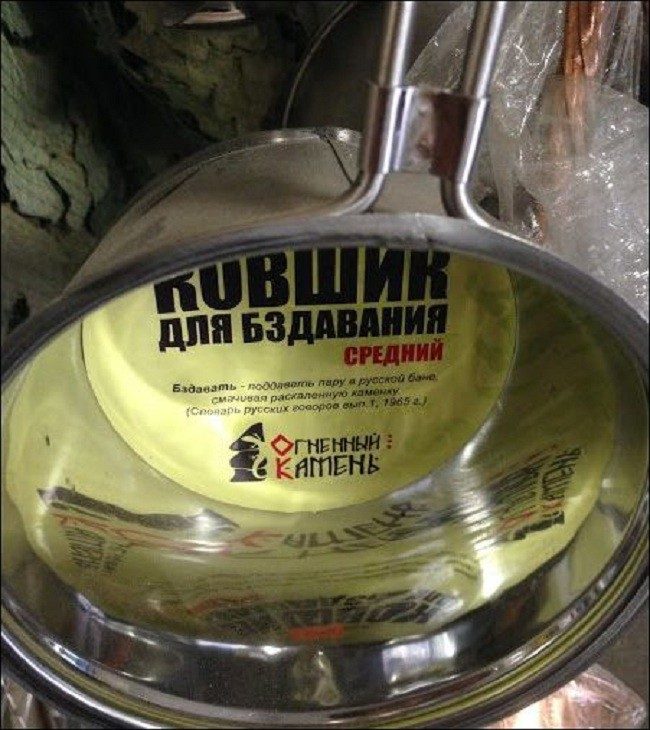 КОВШИК
ДЛЯ БЗДАВАНИЯ
СРЕДНИЙ
Бздавать - поддавать пару в русской бане,
смачивая раскаленную каменку
(Словарь русских говоров вып.1, 1965 г.)
ОГНЕННЫЙ
КАМЕНЬ